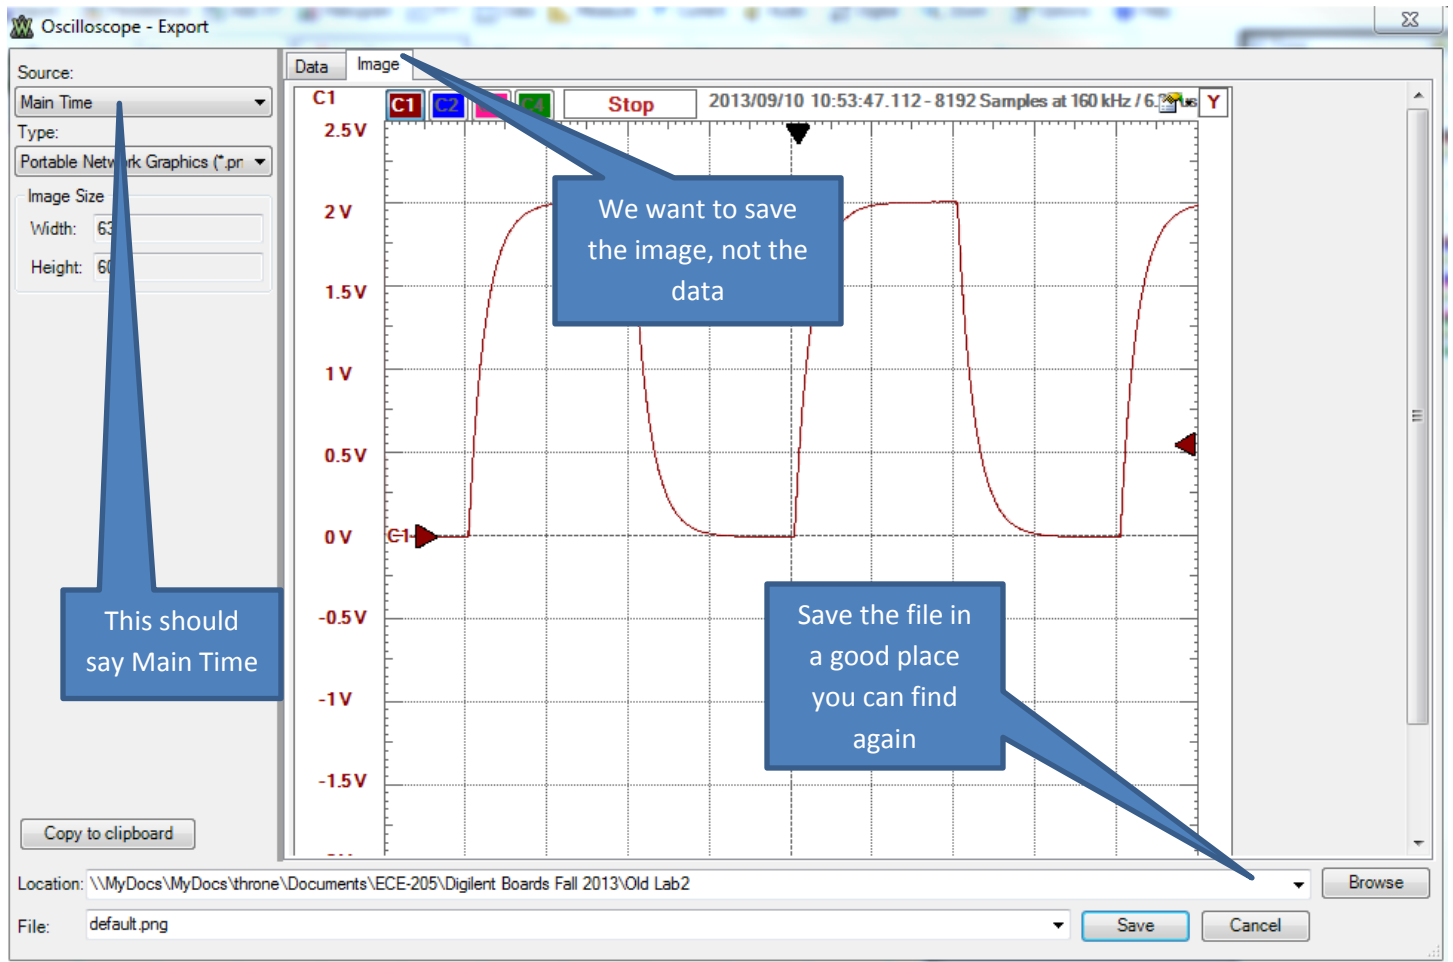 Oscilloscope - Export
Source:
Main Time
Type:
Portable Network Graphics (*.pr
Image Size
Width: 63
Height: 60
Copy to clipboard
Data Image
C1 C1 C2 C4 Stop 2013/09/10 10:53:47.112 - 8192 Samples at 160 kHz / 6. us Y
2.5 V
2 V
1.5 V
1 V
0.5 V
0 V C1
-0.5 V
-1 V
-1.5 V
We want to save
the image, not the
data
This should
say Main Time
Save the file in
a good place
you can find
again
Location: \\MyDocs\MyDocs\throne\Documents\ECE-205\Digilent Boards Fall 2013\Old Lab2 Browse
File: default.png Save Cancel